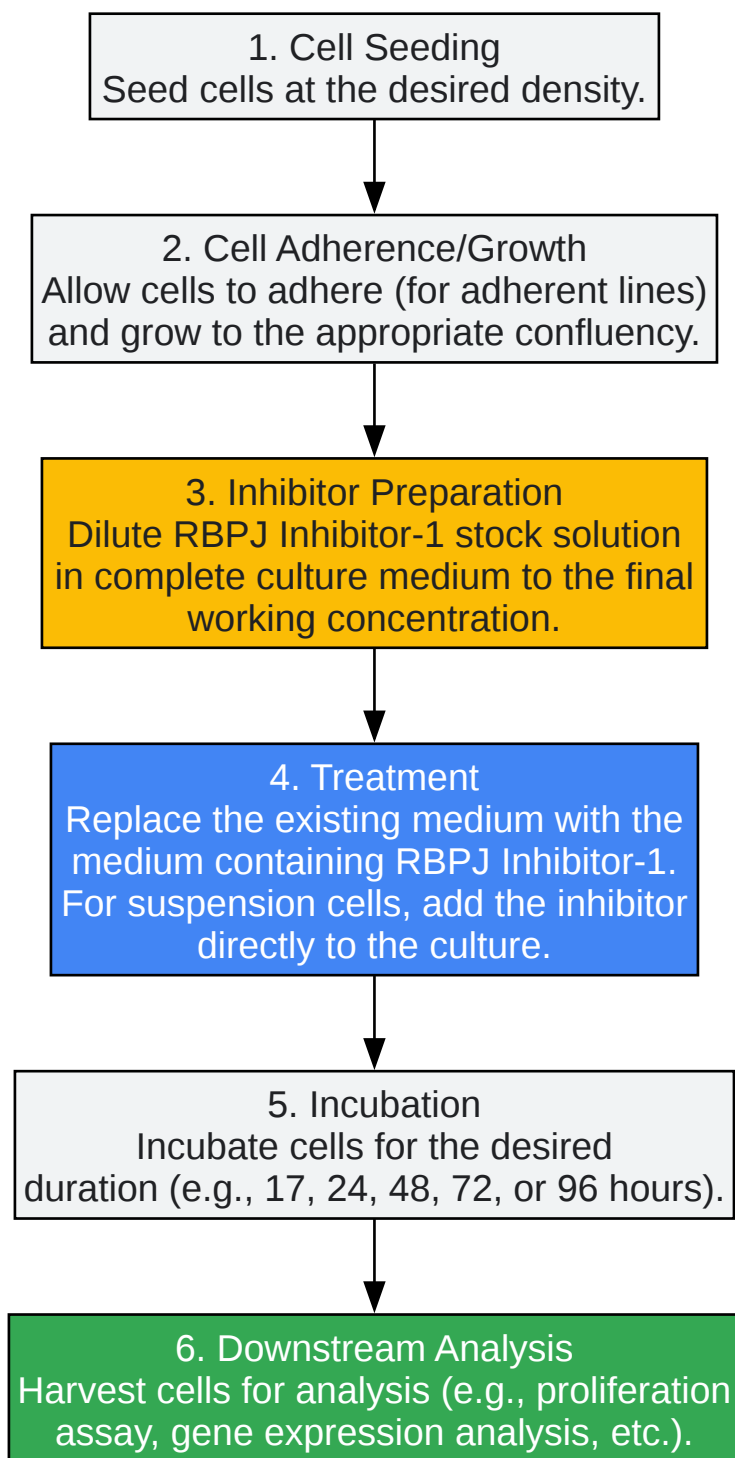 1. Cell Seeding
Seed cells at the desired density.
2. Cell Adherence/Growth
Allow cells to adhere (for adherent lines)
and grow to the appropriate confluency.
3. Inhibitor Preparation
Dilute RBPJ Inhibitor-1 stock solution
in complete culture medium to the final
working concentration.
4. Treatment
Replace the existing medium with the
medium containing RBPJ Inhibitor-1.
For suspension cells, add the inhibitor
directly to the culture.
5. Incubation
Incubate cells for the desired
duration (e.g., 17, 24, 48, 72, or 96 hours).
6. Downstream Analysis
Harvest cells for analysis (e.g., proliferation
assay, gene expression analysis, etc.).